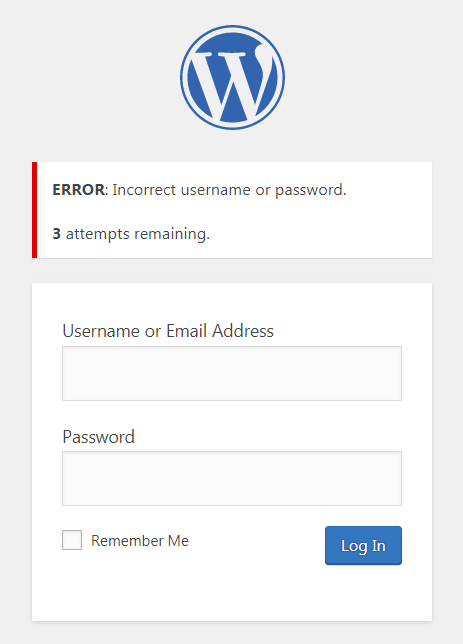 ERROR: Incorrect username or password.
3 attempts remaining.
Username or Email Address
Password
Remember Me
Log In